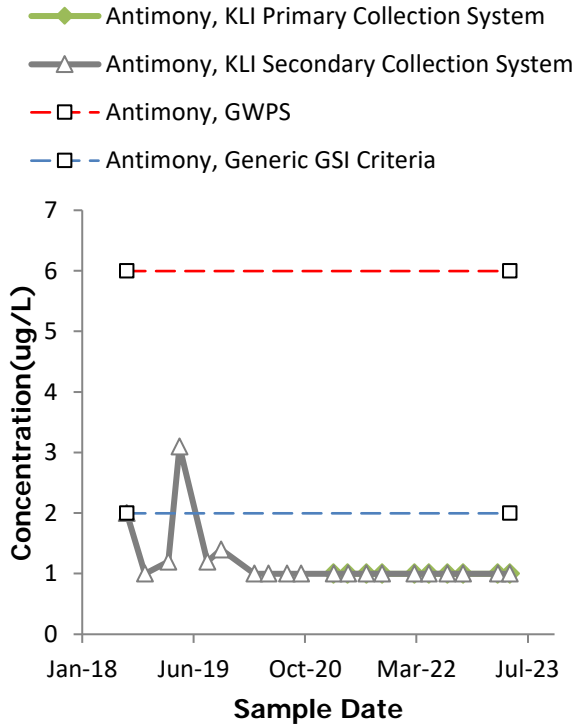 Antimony, KLI Primary Collection System
Antimony, KLI Secondary Collection System
Antimony, GWPS
Antimony, Generic GSI Criteria
7
6
5
4
3
2
1
0
Concentration(ug/L)
Jan-18 Jun-19 Oct-20 Mar-22 Jul-23
Sample Date